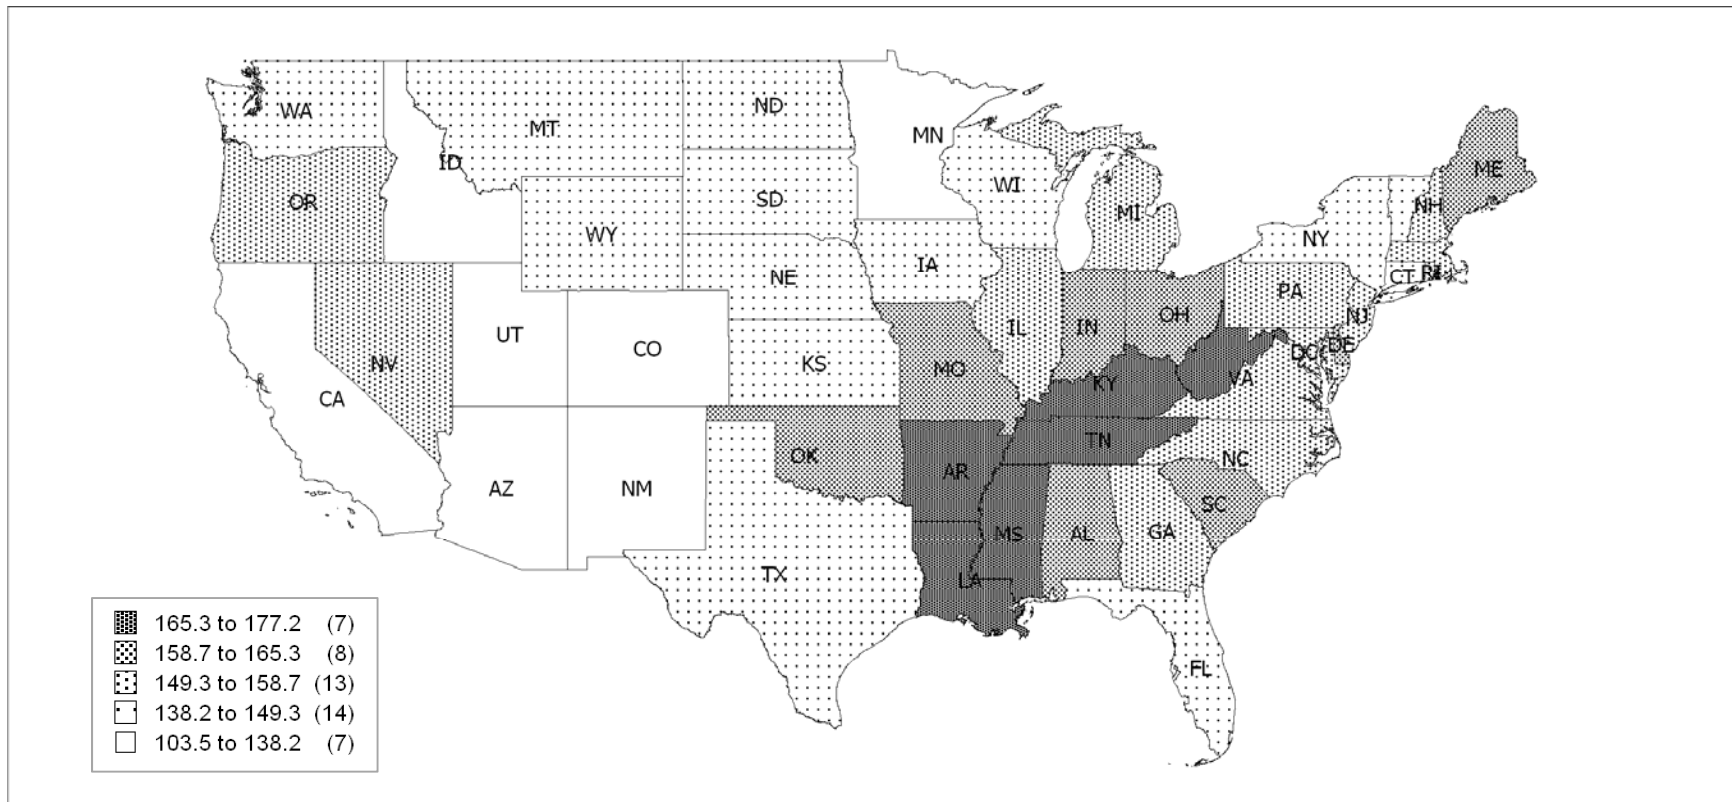 WA
MT
ND
MN
ID
OR
SD
WI
MI
ME
NH
WY
NY
IA
NE
CT RI
PA
NJ
UT
CO
KS
NV
CA
IL
IN
OH
MO
KY
DC
DE
VA
TN
NC
OK
AR
AZ
NM
SC
MS
AL
GA
TX
LA
FL
165.3 to 177.2 (7)
158.7 to 165.3 (8)
149.3 to 158.7 (13)
138.2 to 149.3 (14)
103.5 to 138.2 (7)